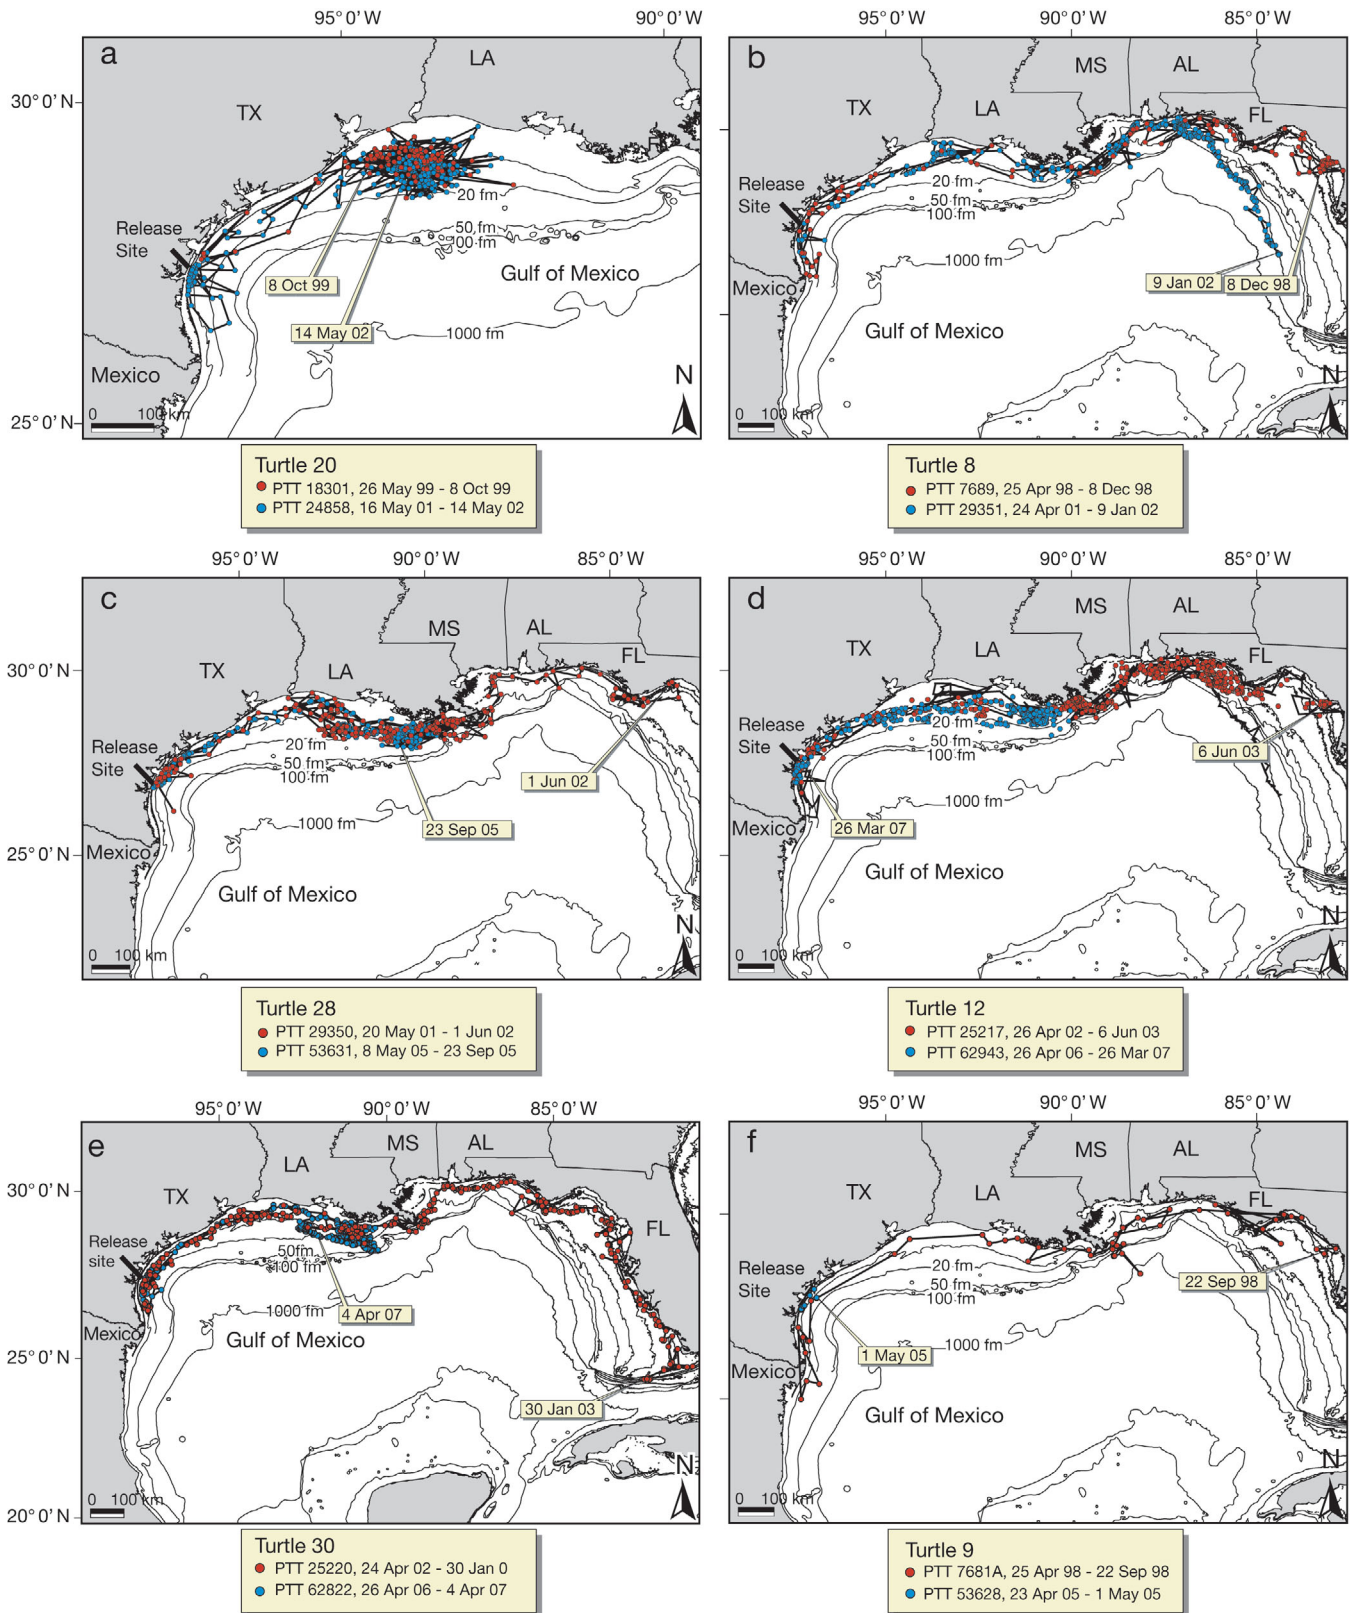 95°0'W 90°0'W
95°0'W 90°0'W 85°0'W
a
LA
TX
30°0'N
20 fm
Release
Site
50 fm
100 fm
8 Oct 99
Gulf of Mexico
14 May 02
1000 fm
Mexico
N
0 100 km
25°0'N
Turtle 20
PTT 18301, 26 May 99 - 8 Oct 99
PTT 24858, 16 May 01 - 14 May 02
b
MS AL
TX LA FL
Release
Site
20 fm
50 fm
100 fm
1000 fm
Mexico
9 Jan 02 8 Dec 98
Gulf of Mexico
N
0 100 km
Turtle 8
PTT 7689, 25 Apr 98 - 8 Dec 98
PTT 29351, 24 Apr 01 - 9 Jan 02
95°0'W 90°0'W 85°0'W
95°0'W 90°0'W 85°0'W
c
MS AL
TX LA FL
30°0'N
Release
Site
20 fm
50 fm
100 fm
1 Jun 02
1000 fm
23 Sep 05
Mexico
25°0'N
Gulf of Mexico
N
0 100 km
Turtle 28
PTT 29350, 20 May 01 - 1 Jun 02
PTT 53631, 8 May 05 - 23 Sep 05
d
MS AL
TX LA FL
Release
Site
20 fm
50 fm
100 fm
6 Jun 03
1000 fm
Mexico
26 Mar 07
Gulf of Mexico
N
0 100 km
Turtle 12
PTT 25217, 26 Apr 02 - 6 Jun 03
PTT 62943, 26 Apr 06 - 26 Mar 07
95°0'W 90°0'W 85°0'W
95°0'W 90°0'W 85°0'W
e
MS AL
LA
TX
30°0'N
FL
Release
site
50fm
100 fm
1000 fm
4 Apr 07
Mexico
Gulf of Mexico
25°0'N
30 Jan 03
N
0 100 km
20°0'N
Turtle 30
PTT 25220, 24 Apr 02 - 30 Jan 0
PTT 62822, 26 Apr 06 - 4 Apr 07
f
MS AL
TX LA FL
Release
Site
20 fm
50 fm
100 fm
22 Sep 98
1000 fm
1 May 05
Mexico
Gulf of Mexico
N
0 100 km
Turtle 9
PTT 7681A, 25 Apr 98 - 22 Sep 98
PTT 53628, 23 Apr 05 - 1 May 05